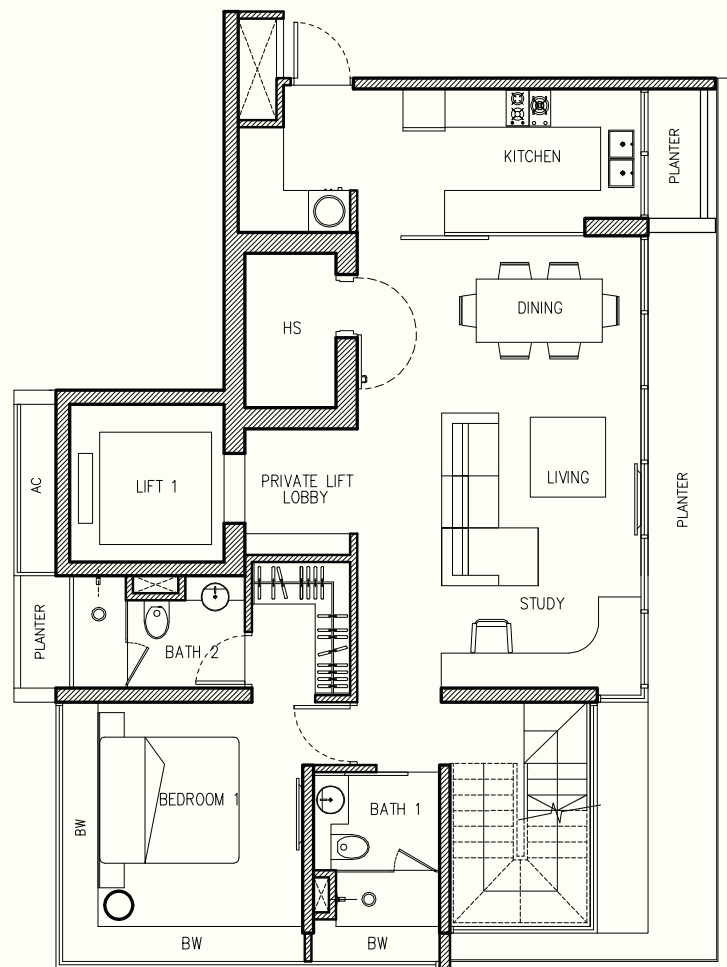 PLANTER
KITCHEN
DINING
HS
AC
LIFT 1
PRIVATE LIFT
LOBBY
LIVING
PLANTER
STUDY
PLANTER
BATH 2
BEDROOM 1
BATH 1
BW
BW
BW